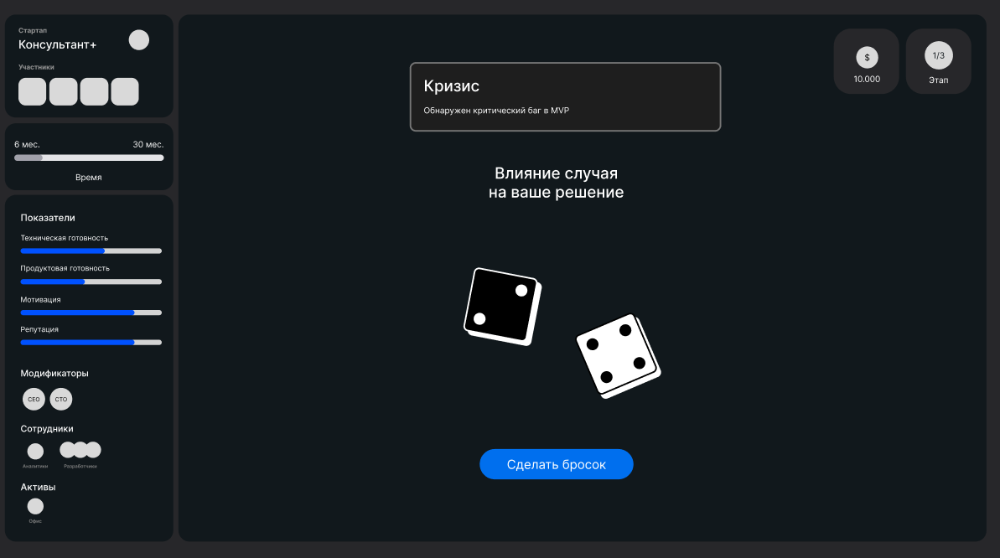 Стартап
Консультант+
Участники
6 мес.
30 мес.
Время
Показатели
Техническая готовность
Продуктовая готовность
Мотивация
Репутация
Модификаторы
CEO
CTO
Сотрудники
Аналитики
Разработчики
Активы
Офис
Кризис
Обнаружен критический баг в MVP
Влияние случая
на ваше решение
Сделать бросок
$
10.000
1/3
Этап